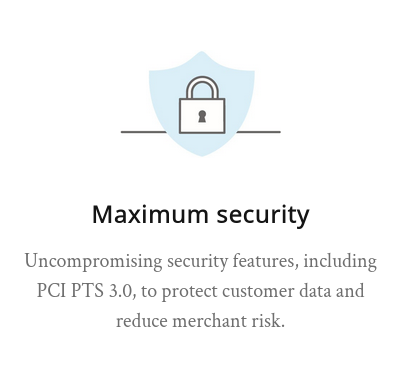 Maximum security
Uncompromising security features, including
PCI PTS 3.0, to protect customer data and
reduce merchant risk.